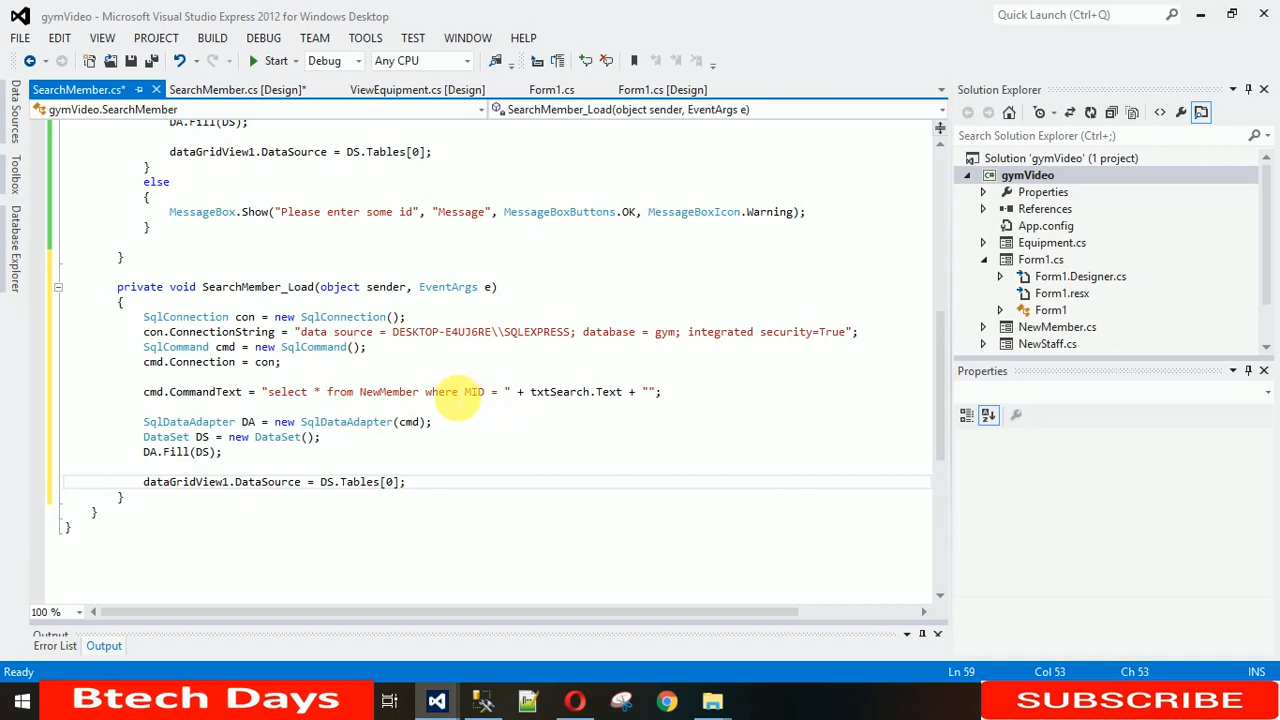 gymVideo - Microsoft Visual Studio Express 2012 for Windows Desktop
Quick Launch (Ctrl+Q)
FILE EDIT VIEW PROJECT BUILD DEBUG TEAM TOOLS TEST WINDOW HELP
Start Debug Any CPU
SearchMember.cs* SearchMember.cs [Design]* ViewEquipment.cs [Design] Form1.cs Form1.cs [Design]
gymVideo.SearchMember SearchMember_Load(object sender, EventArgs e)
Data Sources
Toolbox
Database Explorer
DA.Fill(DS);
dataGridView1.DataSource = DS.Tables[0];
}
else
{
MessageBox.Show("Please enter some id", "Message", MessageBoxButtons.OK, MessageBoxIcon.Warning);
}
}
private void SearchMember_Load(object sender, EventArgs e)
{
SqlConnection con = new SqlConnection();
con.ConnectionString = "data source = DESKTOP-E4UJ6RE\\SQLEXPRESS; database = gym; integrated security=True";
SqlCommand cmd = new SqlCommand();
cmd.Connection = con;
cmd.CommandText = "select * from NewMember where MID = " + txtSearch.Text + "";
SqlDataAdapter DA = new SqlDataAdapter(cmd);
DataSet DS = new DataSet();
DA.Fill(DS);
dataGridView1.DataSource = DS.Tables[0];
}
}
}
100 %
Output
Error List Output
Solution Explorer
Search Solution Explorer (Ctrl+;)
Solution 'gymVideo' (1 project)
gymVideo
Properties
References
App.config
Equipment.cs
Form1.cs
Form1.Designer.cs
Form1.resx
Form1
NewMember.cs
NewStaff.cs
Properties
Ready Ln 59 Col 53 Ch 53 INS
Btech Days
SUBSCRIBE